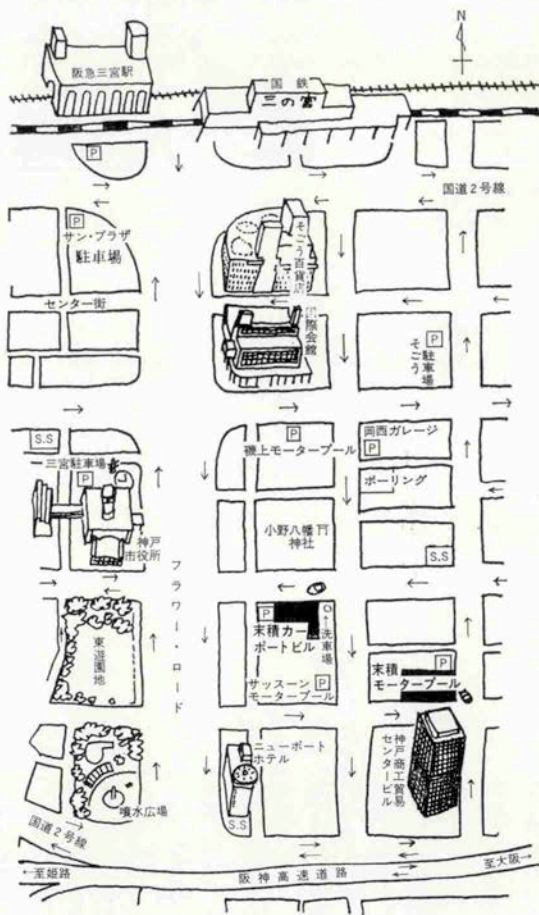 N
阪急三宮駅
国鉄
三の宮
P
国道2号線
P
サン・プラザ
駐車場
そごう百貨店
センター街
国際会館
P
そごう
駐車場
S.S
三宮駐車場
P
P
磯上モータープール
岡西ガレージ
P
ボーリング
神戸
市役所
小野八幡
神社
S.S
フラワー・ロード
東遊園地
P
末積カー
ポートビル
洗車場
サッスーン
モータープール
P
P
末積
モータープール
ニューポート
ホテル
神戸商工貿易
センタービル
噴水広場
S.S
国道2号線
至姫路
阪神高速道路
至大阪